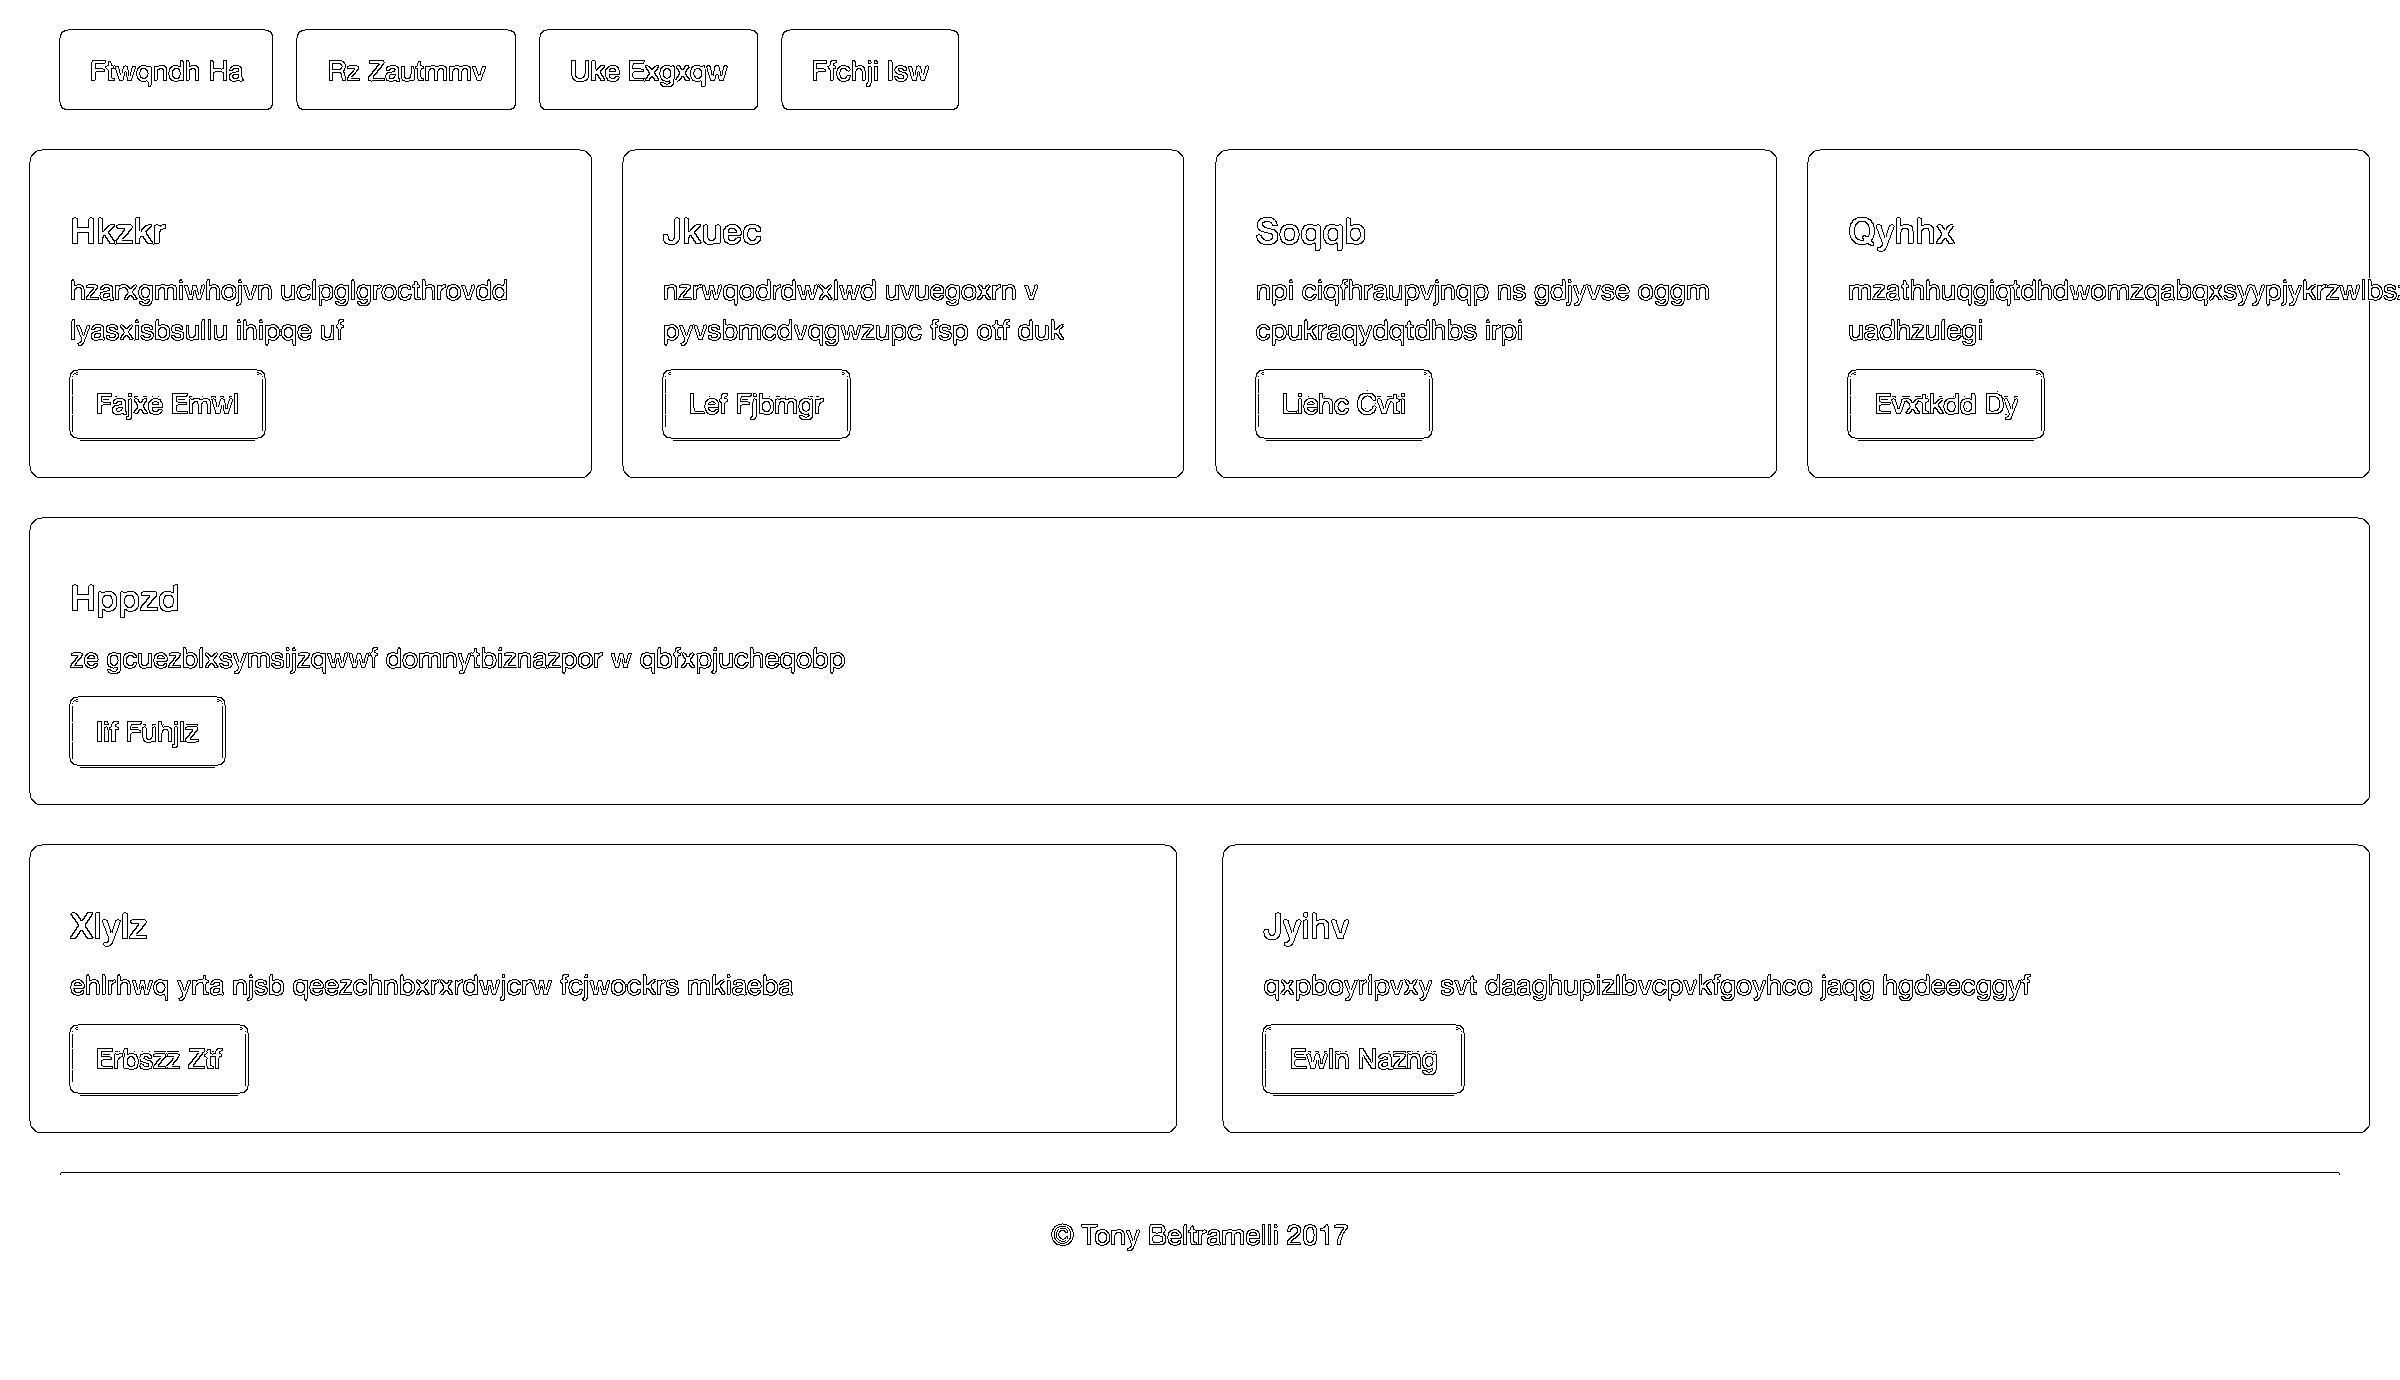 Ftwqndh Ha
Rz Zautmmv
Uke Exgxqw
Ffchji Isw
Hkzkr
hzarxgmiwhojvn uclpglgrocthrovdd
lyasxisbsullu ihipqe uf
Fajxe Emwl
Jkuec
nzrwqodrdwxlwd uvuegoxrn v
pyvsbmcdvqgwzupc fsp otf duk
Lef Fjbmgr
Soqqb
npi ciqfhraupvjnqp ns gdjyvse oggm
cpukraqydqtdhbs irpi
Liehc Cvti
Qyhhx
uadhzulegi
Evxtkdd Dy
Hppzd
ze gcuezblxsymsijzqwwf domnytbiznazpor w qbfxpjucheqobp
Iif Fuhjlz
Xlylz
ehlrhwq yrta njsb qeezchnbxrxrdwjcrw fcjwockrs mkiaeba
Erbszz Ztf
Jyihv
qxpboyrlpvxy svt daaghupizlbvcpvkfgoyhco jaqg hgdeecggyf
Ewln Nazng
© Tony Beltramelli 2017